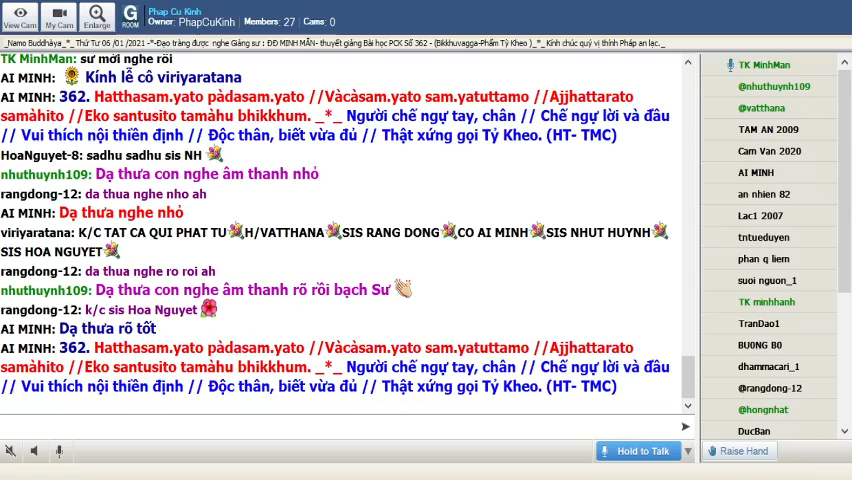 View Cam
My Cam
Enlarge
G
ROOM
Phap Cu Kinh
Owner: PhapCuKinh Members: 27 Cams: 0
_Namo Buddhàya_*_ Thứ Tư 06 /01 /2021 -*-Đạo tràng được nghe Giảng sư : ĐĐ MINH MẪN- thuyết giảng Bài học PCK Số 362 - (Bikkhuvagga-Phẩm Tỳ Kheo )_*_ Kính chúc quý vị thính Pháp an lạc._
TK MinhMan: sư mới nghe rõi
AI MINH: Kính lễ cô viriyaratana
AI MINH: 362. Hatthasam.yato pàdasam.yato //Vàcàsam.yato sam.yatuttamo //Ajjhattarato
samàhito //Eko santusito tamàhu bhikkhum. _*_ Người chế ngự tay, chân // Chế ngự lời và đầu
// Vui thích nội thiền định // Độc thân, biết vừa đủ // Thật xứng gọi Tỷ Kheo. (HT- TMC)
HoaNguyet-8: sadhu sadhu sis NH
nhuthuynh109: Dạ thưa con nghe âm thanh nhỏ
rangdong-12: da thưa nghe nho ah
AI MINH: Dạ thưa nghe nhỏ
viriyaratana: K/C TAT CA QUI PHAT TU H/VATTHANA SIS RANG DONG CO AI MINH SIS NHUT HUYNH
SIS HOA NGUYET
rangdong-12: da thua nghe ro roi ah
nhuthuynh109: Dạ thưa con nghe âm thanh rõ rồi bạch Sư
rangdong-12: k/c sis Hoa Nguyet
AI MINH: Dạ thưa rõ tốt
AI MINH: 362. Hatthasam.yato pàdasam.yato //Vàcàsam.yato sam.yatuttamo //Ajjhattarato
samàhito //Eko santusito tamàhu bhikkhum. _*_ Người chế ngự tay, chân // Chế ngự lời và đầu
// Vui thích nội thiền định // Độc thân, biết vừa đủ // Thật xứng gọi Tỷ Kheo. (HT- TMC)
Hold to Talk
TK MinhMan
@nhuthuynh109
@vatthana
TAM AN 2009
Cam Van 2020
AI MINH
an nhien 82
Lac1 2007
tntueduyen
phan q liem
suoi nguon_1
TK minhhanh
TranDao1
BU0NG B0
dhammacari_1
@rangdong-12
@hongnhat
DucBan
Raise Hand